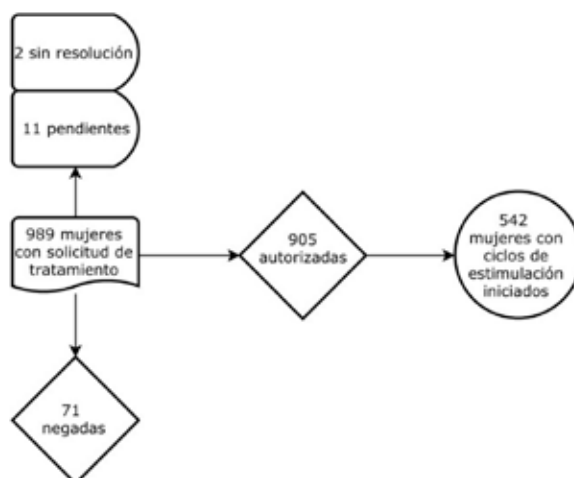 2 sin resolución
11 pendientes
989 mujeres
con solicitud de
tratamiento
905
autorizadas
542
mujeres con
ciclos de
estimulación
iniciados
71
negadas